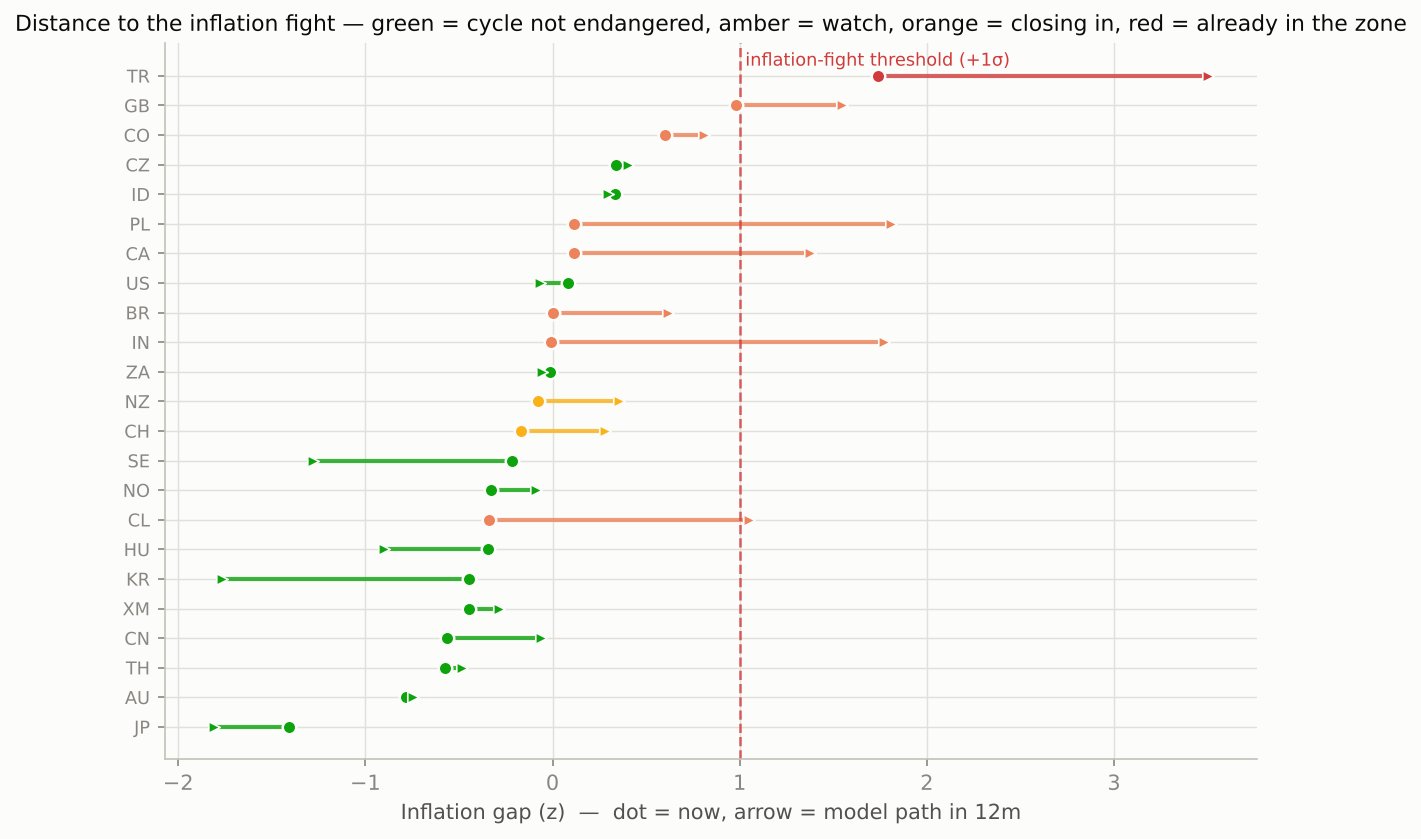 Distance to the inflation fight — green = cycle not endangered, amber = watch, orange = closing in, red = already in the zone
inflation-fight threshold (+1σ)
TR
GB
CO
CZ
ID
PL
CA
US
BR
IN
ZA
NZ
CH
SE
NO
CL
HU
KR
XM
CN
TH
AU
JP
−2 −1 0 1 2 3
Inflation gap (z) — dot = now, arrow = model path in 12m